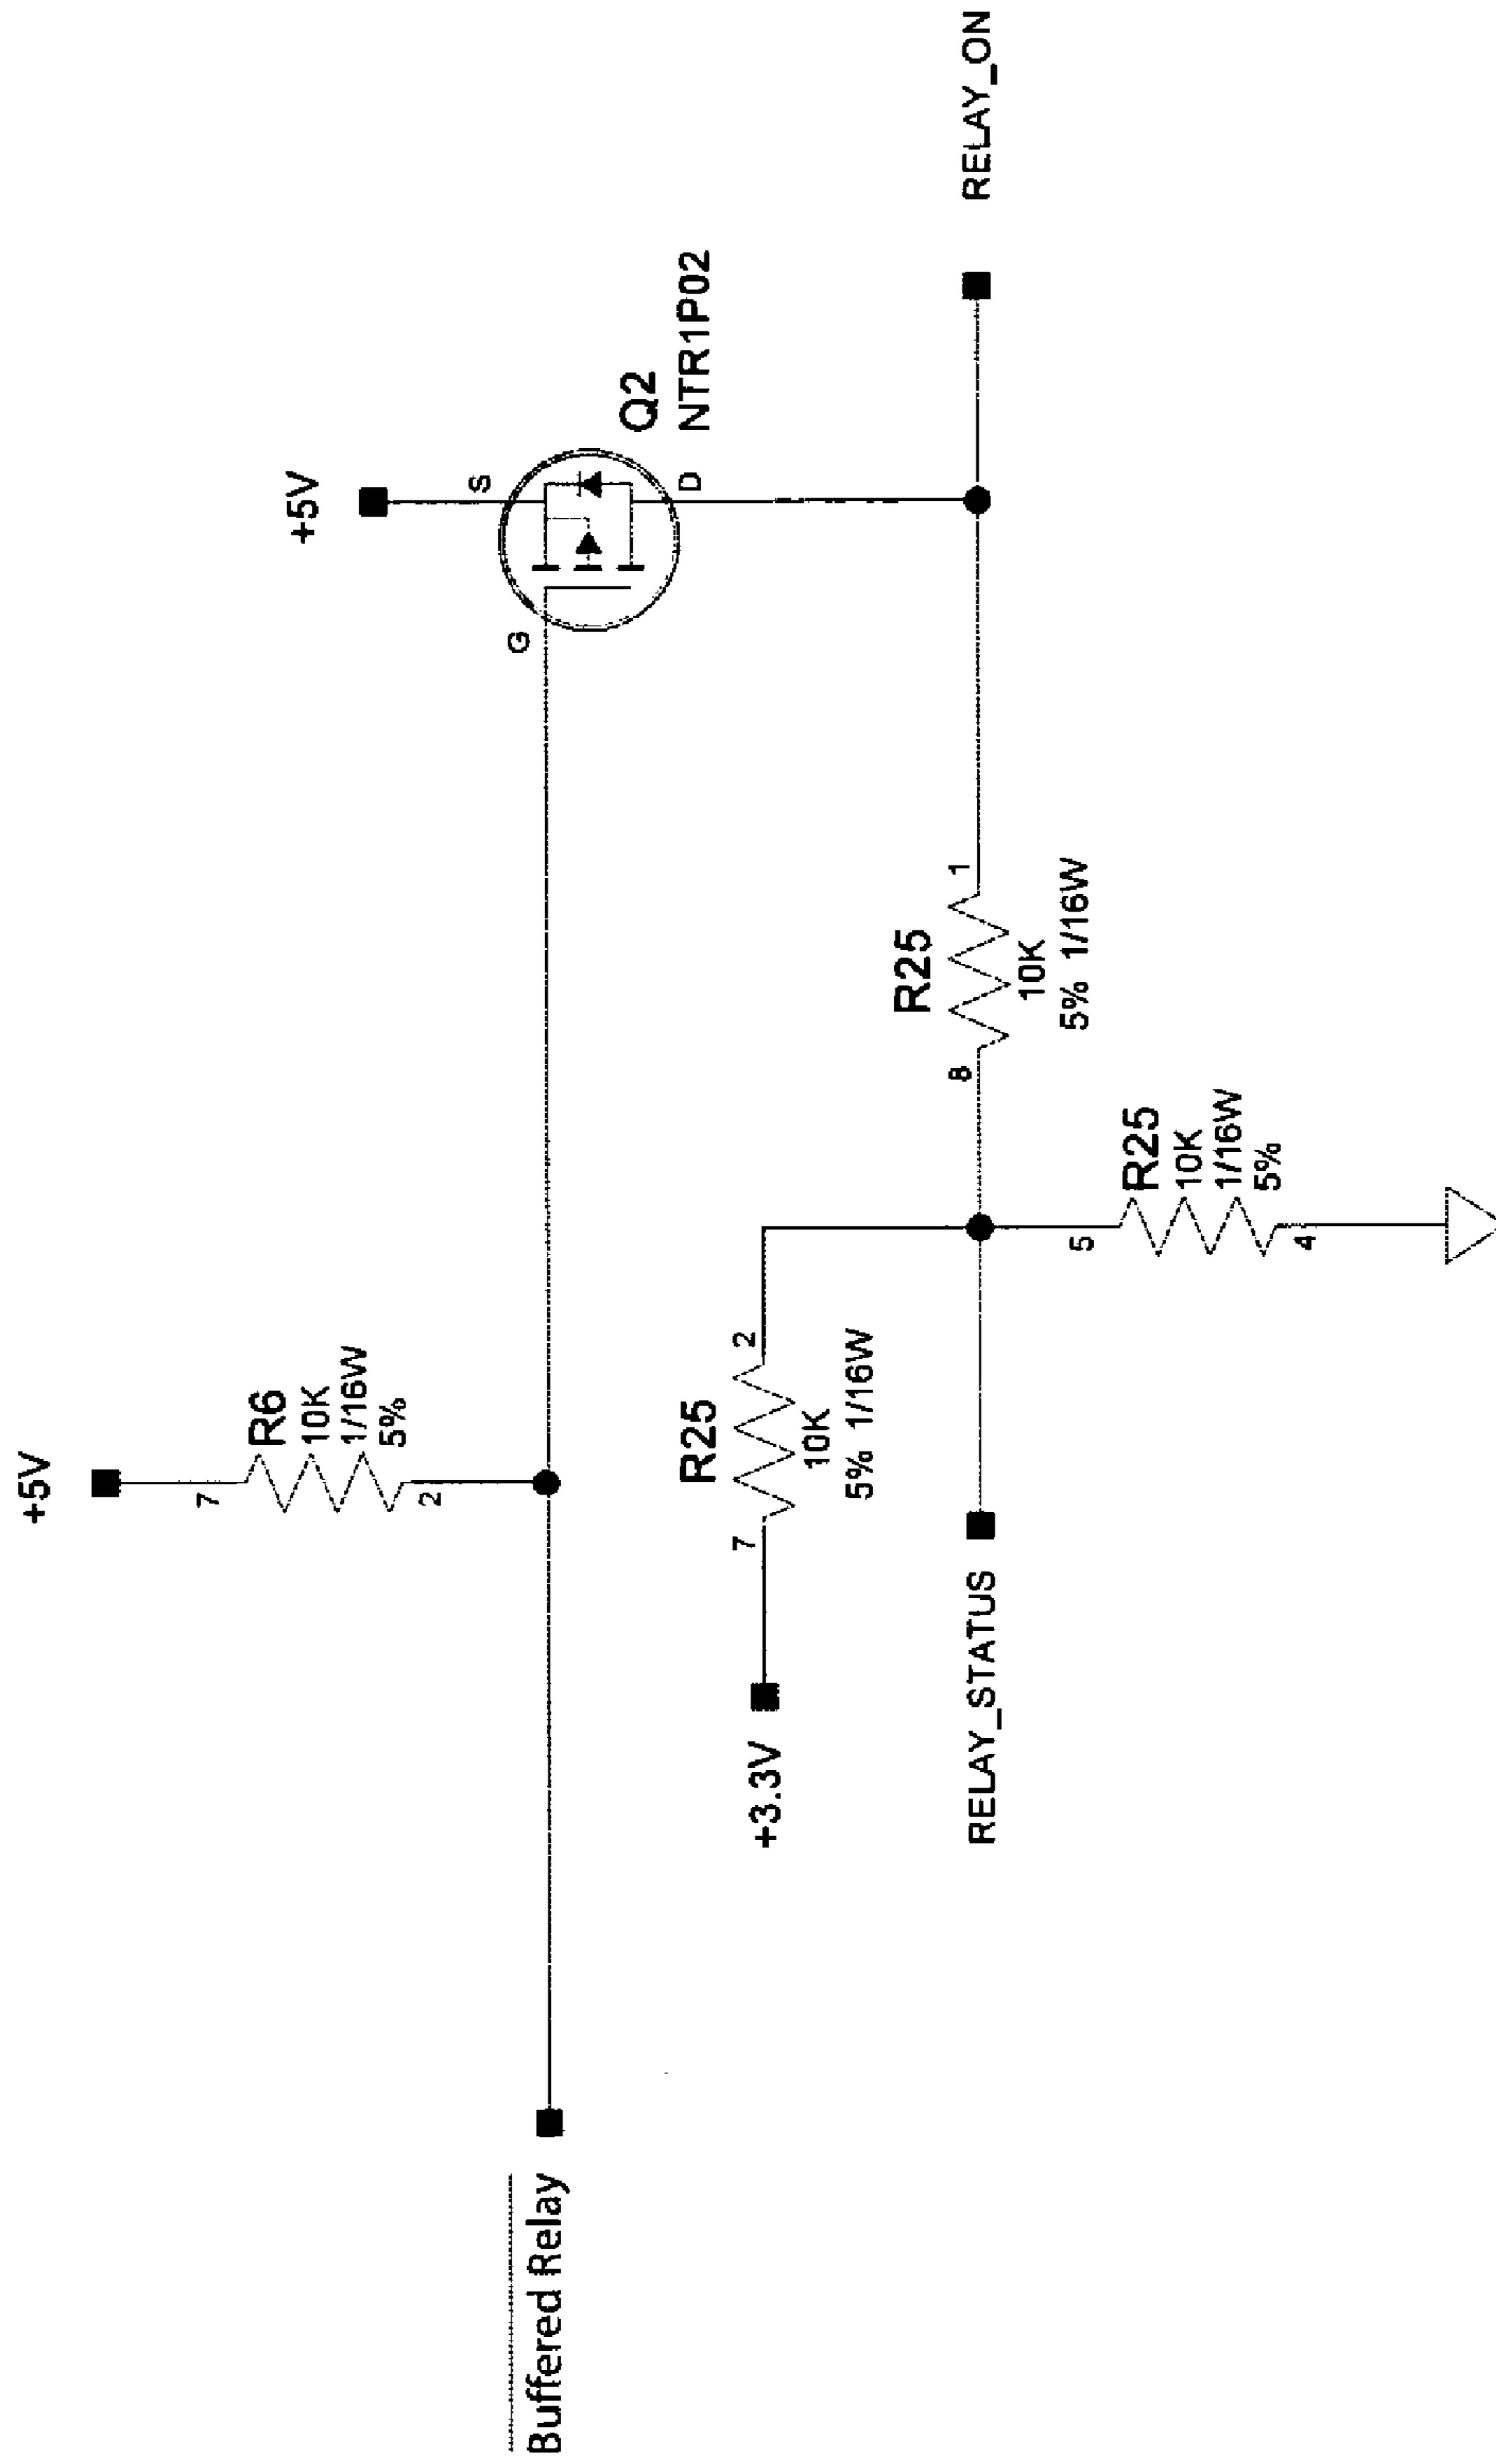 +5V
R6
10K
1/16W
5%
7
2
Buffered Relay
+5V
S
G
D
Q2
NTR1P02
+3.3V
7
R25
2
10K
5% 1/16W
RELAY_STATUS
8
R25
1
10K
5% 1/16W
RELAY_ON
5
R25
10K
1/16W
5%
4